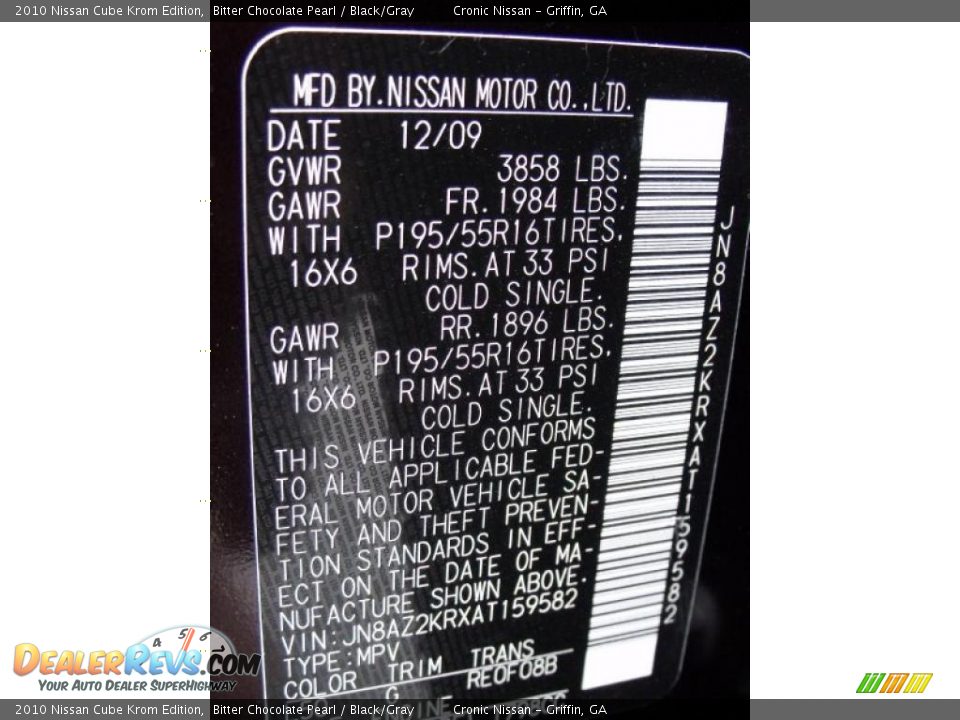 2010 Nissan Cube Krom Edition, Bitter Chocolate Pearl / Black/Gray Cronic Nissan - Griffin, GA
MFD BY.NISSAN MOTOR CO.,LTD.
DATE 12/09
GVWR 3858 LBS.
GAWR FR.1984 LBS.
WITH P195/55R16TIRES,
16X6 RIMS.AT 33 PSI
COLD SINGLE.
GAWR RR.1896 LBS.
WITH P195/55R16TIRES,
16X6 RIMS.AT 33 PSI
COLD SINGLE.
THIS VEHICLE CONFORMS
TO ALL APPLICABLE FED-
ERAL MOTOR VEHICLE SA-
FETY AND THEFT PREVEN-
TION STANDARDS IN EFF-
ECT ON THE DATE OF MA-
NUFACTURE SHOWN ABOVE.
VIN:JN8AZ2KRXAT159582
TYPE:MPV
COLOR TRIM TRANS
G RE0F08B
JN8AZ2KRXAT159582
4 5 6
DEALERREVS.COM
YOUR AUTO DEALER SUPERHIGHWAY
2010 Nissan Cube Krom Edition, Bitter Chocolate Pearl / Black/Gray Cronic Nissan - Griffin, GA